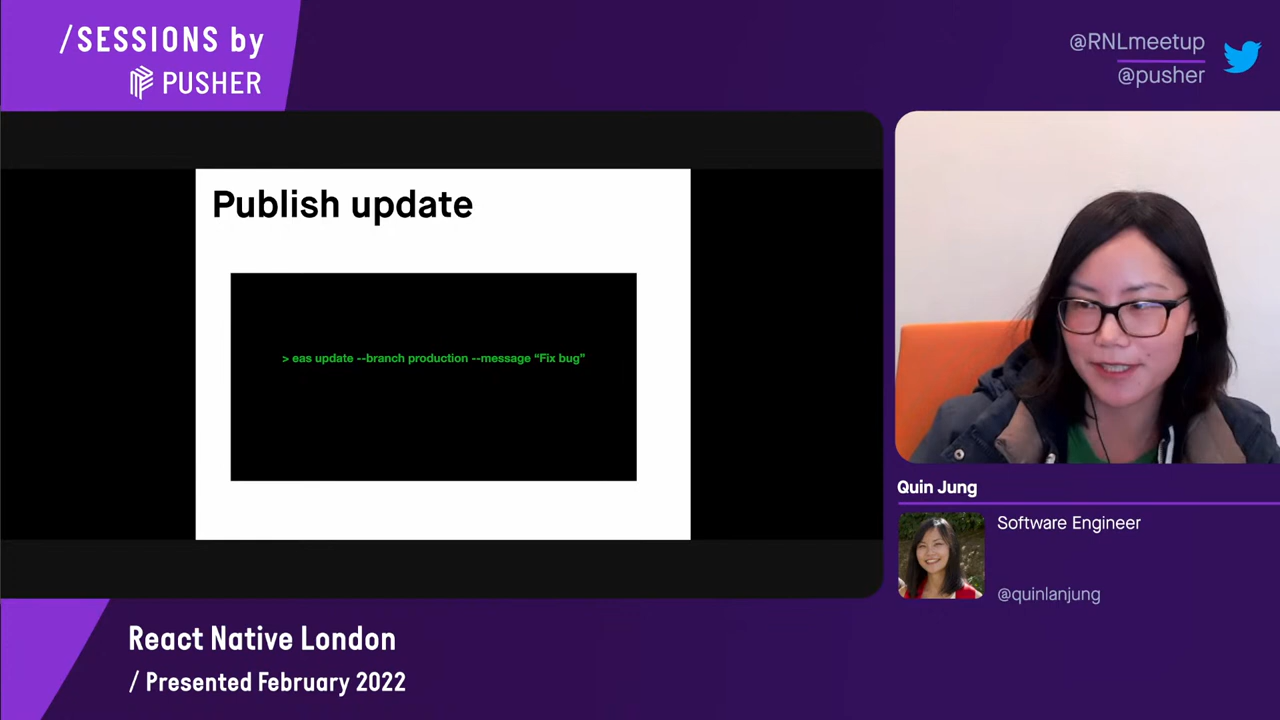 /SESSIONS by
PUSHER
@RNLmeetup
@pusher
Publish update
> eas update --branch production --message “Fix bug”
Quin Jung
Software Engineer
@quinlanjung
React Native London
/ Presented February 2022